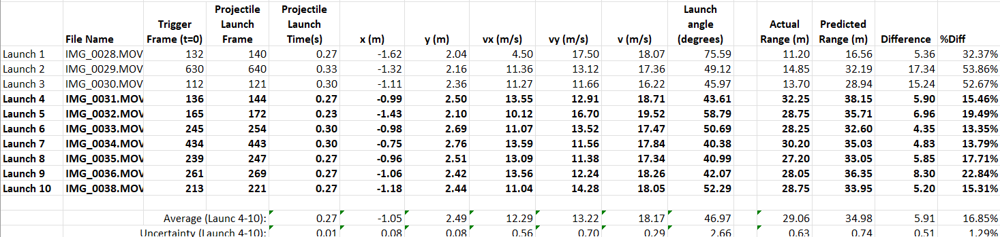 Projectile Projectile Launch
Trigger Launch Launch angle Actual Predicted
File Name Frame (t=0) Frame Time(s) x (m) y (m) vx (m/s) vy (m/s) v (m/s) (degrees) Range (m) Range (m) Difference %Diff
Launch 1 IMG_0028.MOV 132 140 0.27 -1.62 2.04 4.50 17.50 18.07 75.59 11.20 16.56 5.36 32.37%
Launch 2 IMG_0029.MOV 630 640 0.33 -1.32 2.16 11.36 13.12 17.36 49.12 14.85 32.19 17.34 53.86%
Launch 3 IMG_0030.MOV 112 121 0.30 -1.11 2.36 11.27 11.66 16.22 45.97 13.70 28.94 15.24 52.67%
Launch 4 IMG_0031.MOV 136 144 0.27 -0.99 2.50 13.55 12.91 18.71 43.61 32.25 38.15 5.90 15.46%
Launch 5 IMG_0032.MOV 165 172 0.23 -1.43 2.10 10.12 16.70 19.52 58.79 28.75 35.71 6.96 19.49%
Launch 6 IMG_0033.MOV 245 254 0.30 -0.98 2.69 11.07 13.52 17.47 50.69 28.25 32.60 4.35 13.35%
Launch 7 IMG_0034.MOV 434 443 0.30 -0.75 2.76 13.59 11.56 17.84 40.38 30.20 35.03 4.83 13.79%
Launch 8 IMG_0035.MOV 239 247 0.27 -0.96 2.51 13.09 11.38 17.34 40.99 27.20 33.05 5.85 17.71%
Launch 9 IMG_0036.MOV 261 269 0.27 -1.06 2.42 13.56 12.24 18.26 42.07 28.05 36.35 8.30 22.84%
Launch 10 IMG_0038.MOV 213 221 0.27 -1.18 2.44 11.04 14.28 18.05 52.29 28.75 33.95 5.20 15.31%
Average (Launc 4-10): 0.27 -1.05 2.49 12.29 13.22 18.17 46.97 29.06 34.98 5.91 16.85%
Uncertainty (Launch 4-10): 0.01 0.08 0.08 0.56 0.70 0.29 2.66 0.63 0.74 0.51 1.29%